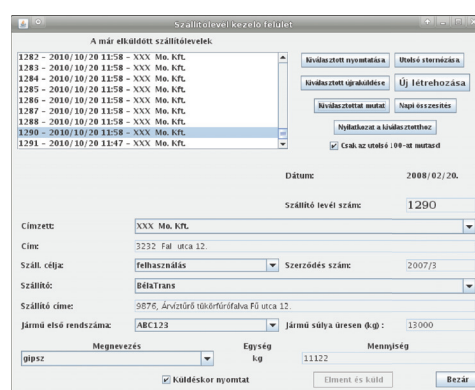 Szállítólevél kezelő felület
A már elküldött szállítólevelek
1282 - 2010/10/20 11:58 - XXX Mo. Kft.
1283 - 2010/10/20 11:58 - XXX Mo. Kft.
1284 - 2010/10/20 11:58 - XXX Mo. Kft.
1285 - 2010/10/20 11:58 - XXX Mo. Kft.
1286 - 2010/10/20 11:58 - XXX Mo. Kft.
1287 - 2010/10/20 11:58 - XXX Mo. Kft.
1288 - 2010/10/20 11:58 - XXX Mo. Kft.
1290 - 2010/10/20 11:58 - XXX Mo. Kft.
1291 - 2010/10/20 11:47 - XXX Mo. Kft.
Kiválasztott nyomtatása Utolsó stornózása
Kiválasztott újraküldése Új létrehozása
Kiválasztottat mutat Napi összesítés
Nyilatkozat a kiválasztotthoz
Csak az utolsó 100-at mutasd
Dátum: 2008/02/20.
Szállító levél szám: 1290
Címzett: XXX Mo. Kft.
Cím: 3232 Fal utca 12.
Száll. célja: felhasználás Szerződés szám: 2007/3
Szállító: BélaTrans
Szállító címe: 9876, Árvíztűrő tükörfúrófalva Fű utca 12.
Jármű első rendszáma: ABC123 Jármű súlya üresen (kg) : 13000
Megnevezés Egység Mennyiség
gipsz kg 11122
Küldéskor nyomtat Elment és küld Bezár